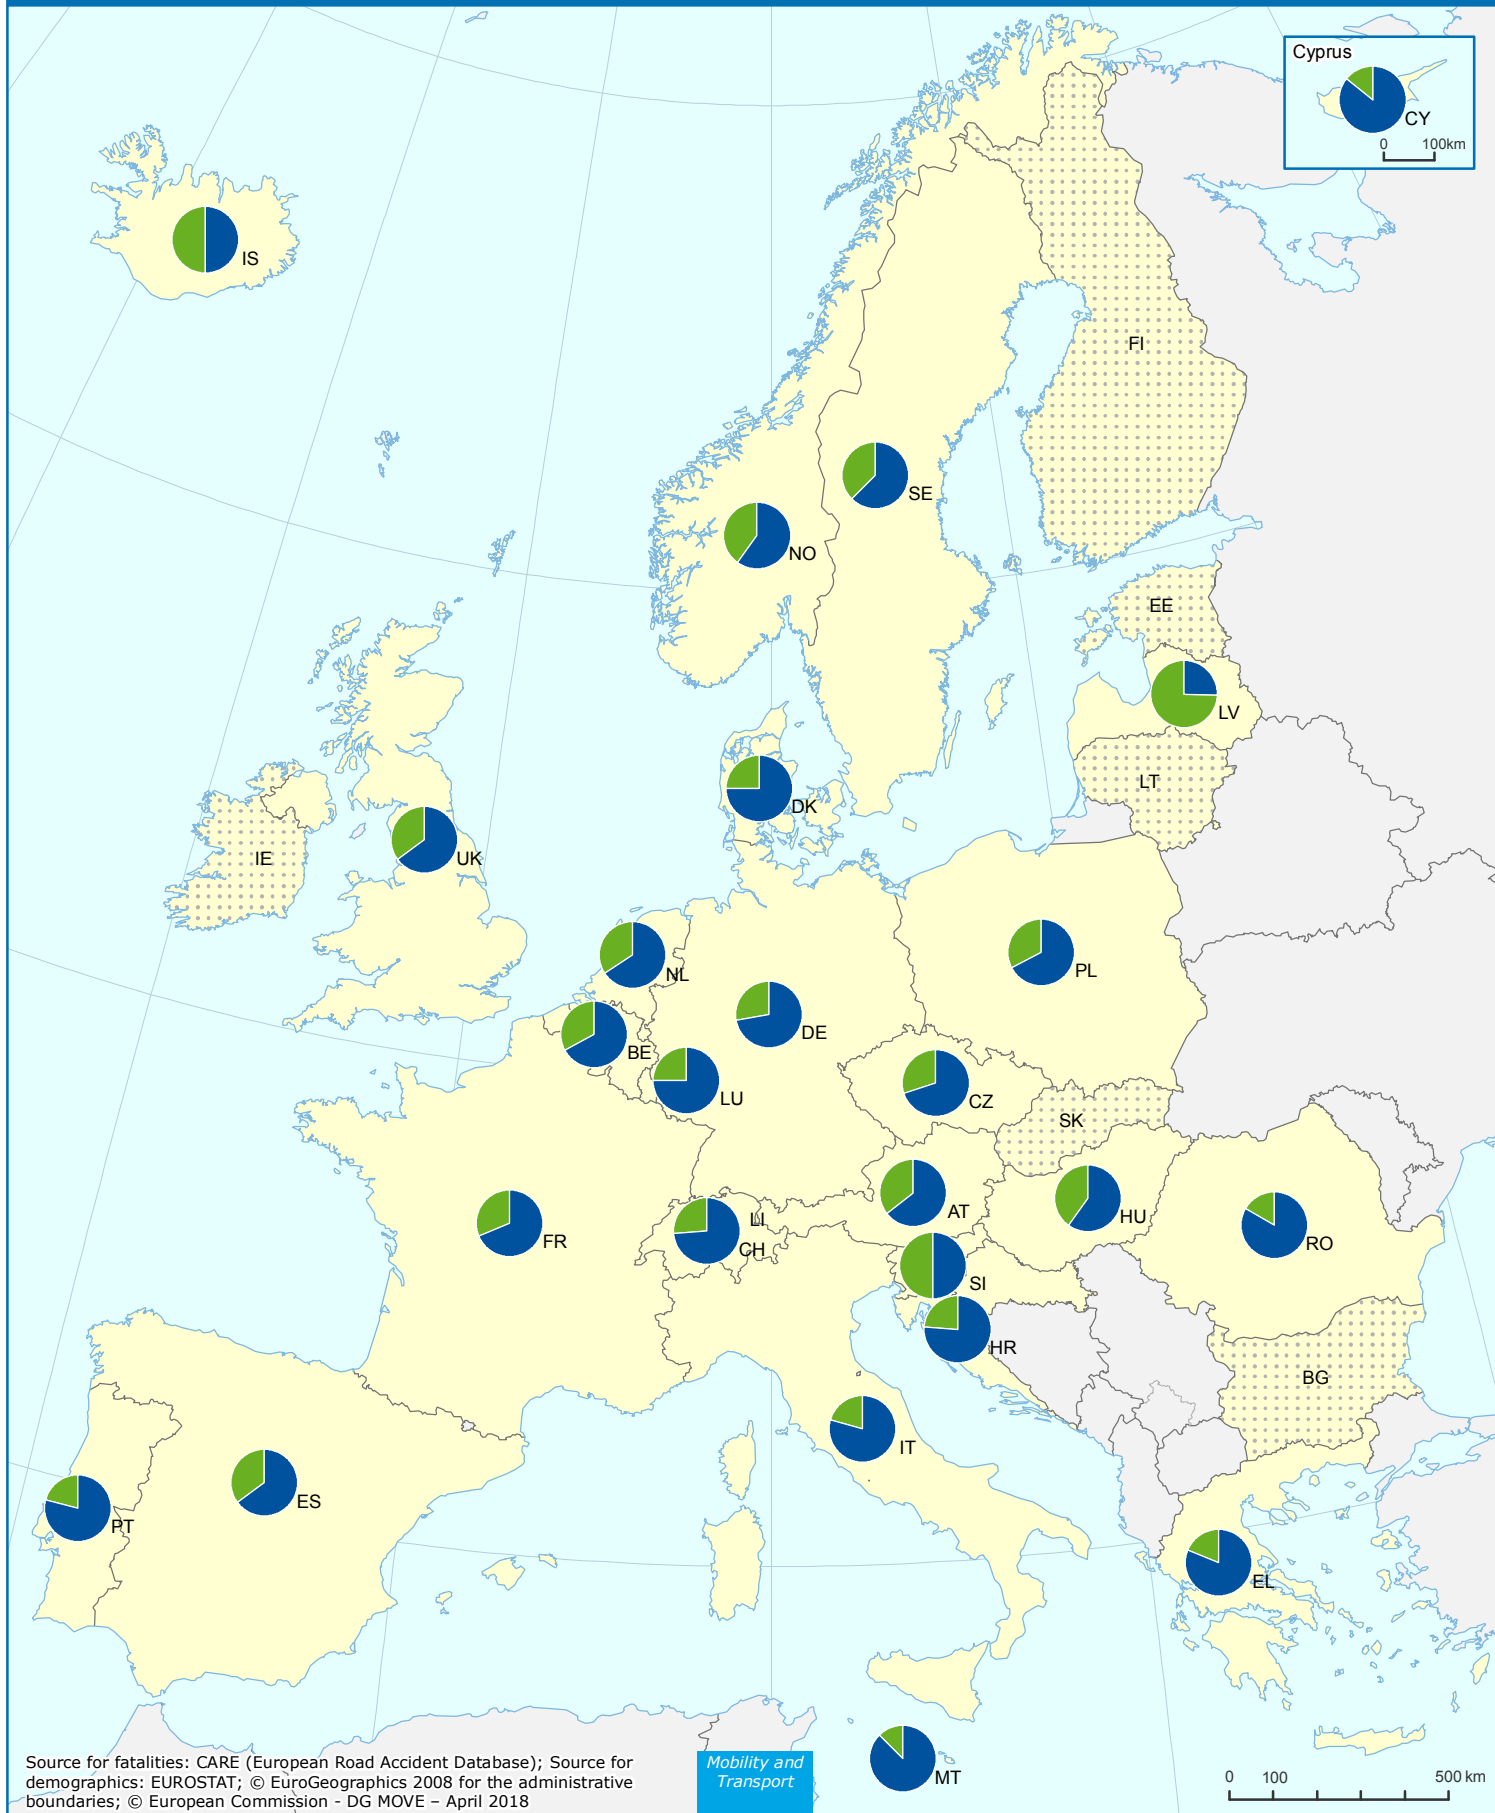 Cyprus
CY
0 100km
IS
FI
SE
NO
EE
LV
LT
DK
IE
UK
NL
PL
DE
BE
LU
CZ
SK
AT
HU
LI
CH
FR
RO
SI
HR
BG
IT
ES
PT
EL
MT
Source for fatalities: CARE (European Road Accident Database); Source for
demographics: EUROSTAT; © EuroGeographics 2008 for the administrative
boundaries; © European Commission - DG MOVE – April 2018
Mobility and
Transport
0 100 500 km